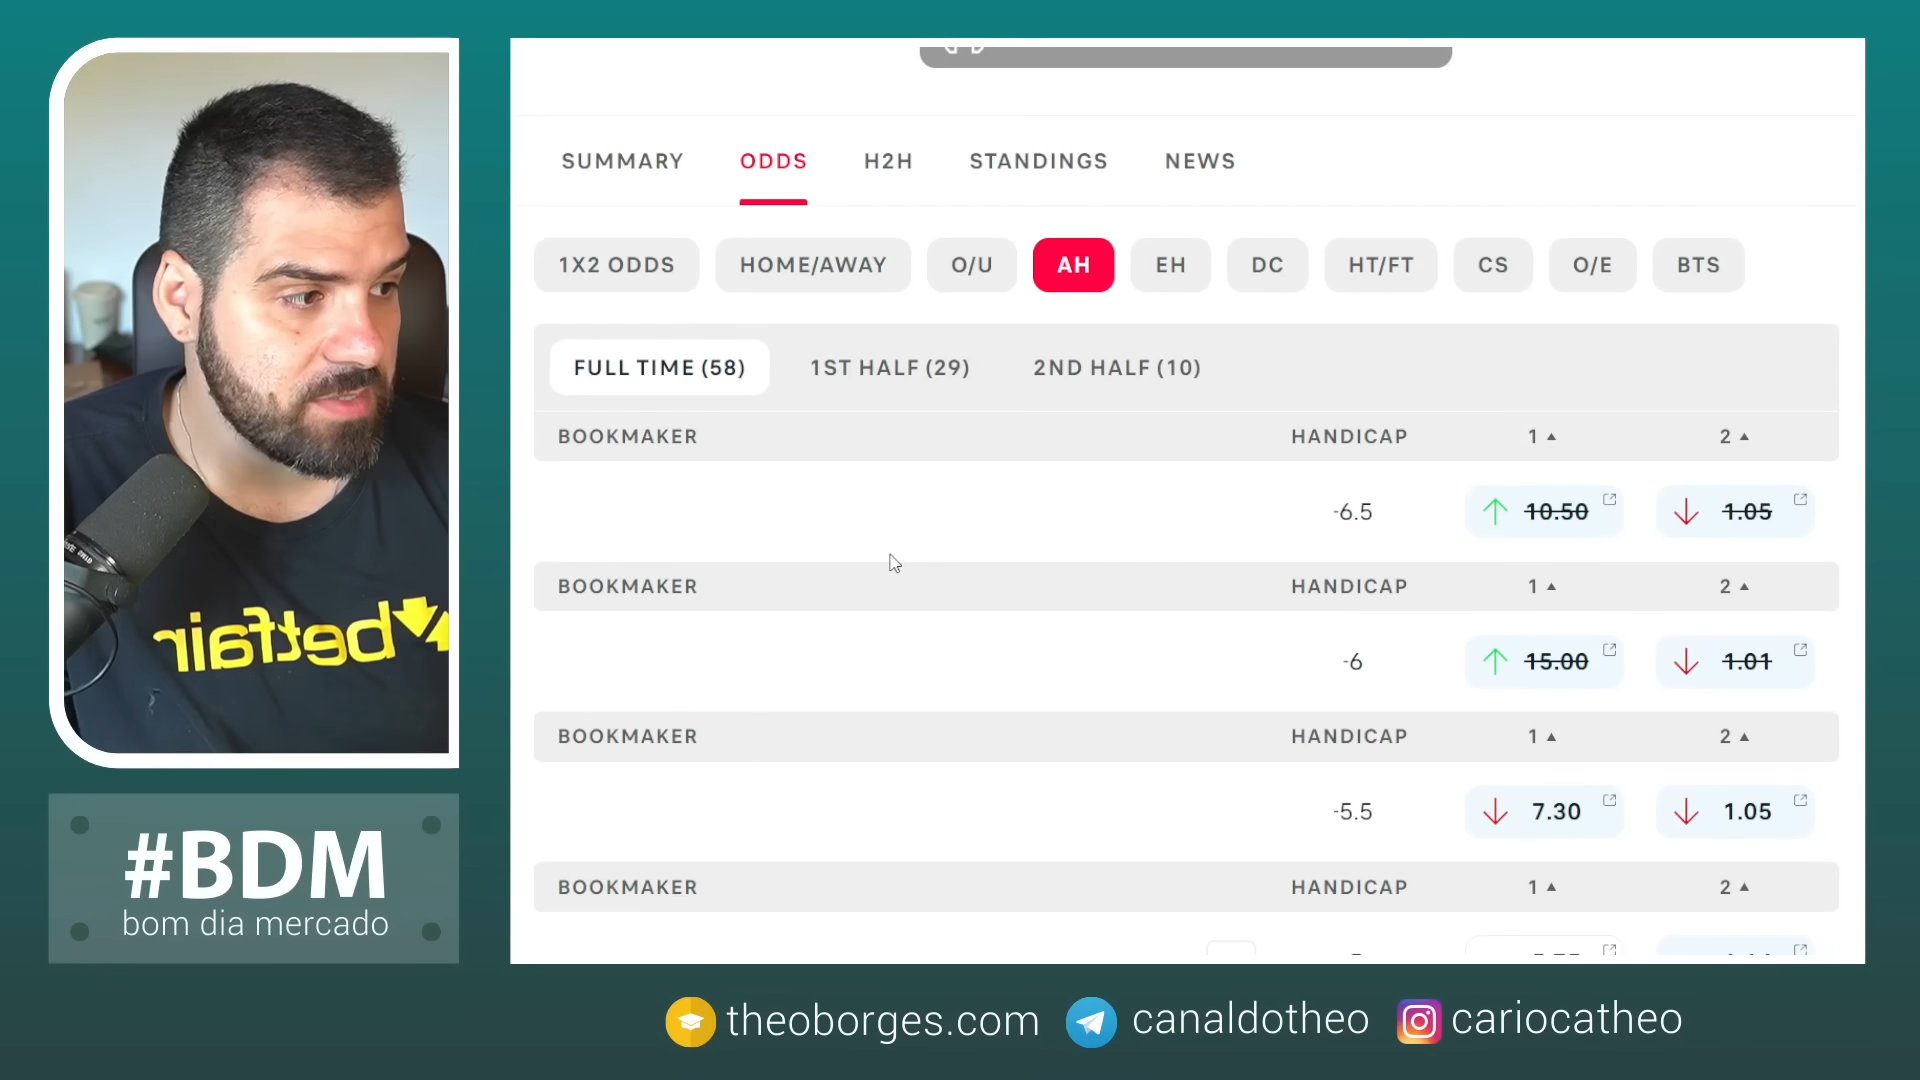 SUMMARY ODDS H2H STANDINGS NEWS
1X2 ODDS HOME/AWAY O/U AH EH DC HT/FT CS O/E BTS
FULL TIME (58) 1ST HALF (29) 2ND HALF (10)
BOOKMAKER HANDICAP 1 ▲ 2 ▲
-6.5 10.50 1.05
BOOKMAKER HANDICAP 1 ▲ 2 ▲
-6 15.00 1.01
BOOKMAKER HANDICAP 1 ▲ 2 ▲
-5.5 7.30 1.05
BOOKMAKER HANDICAP 1 ▲ 2 ▲
betfair
#BDM
bom dia mercado
theoborges.com canaldotheo cariocatheo